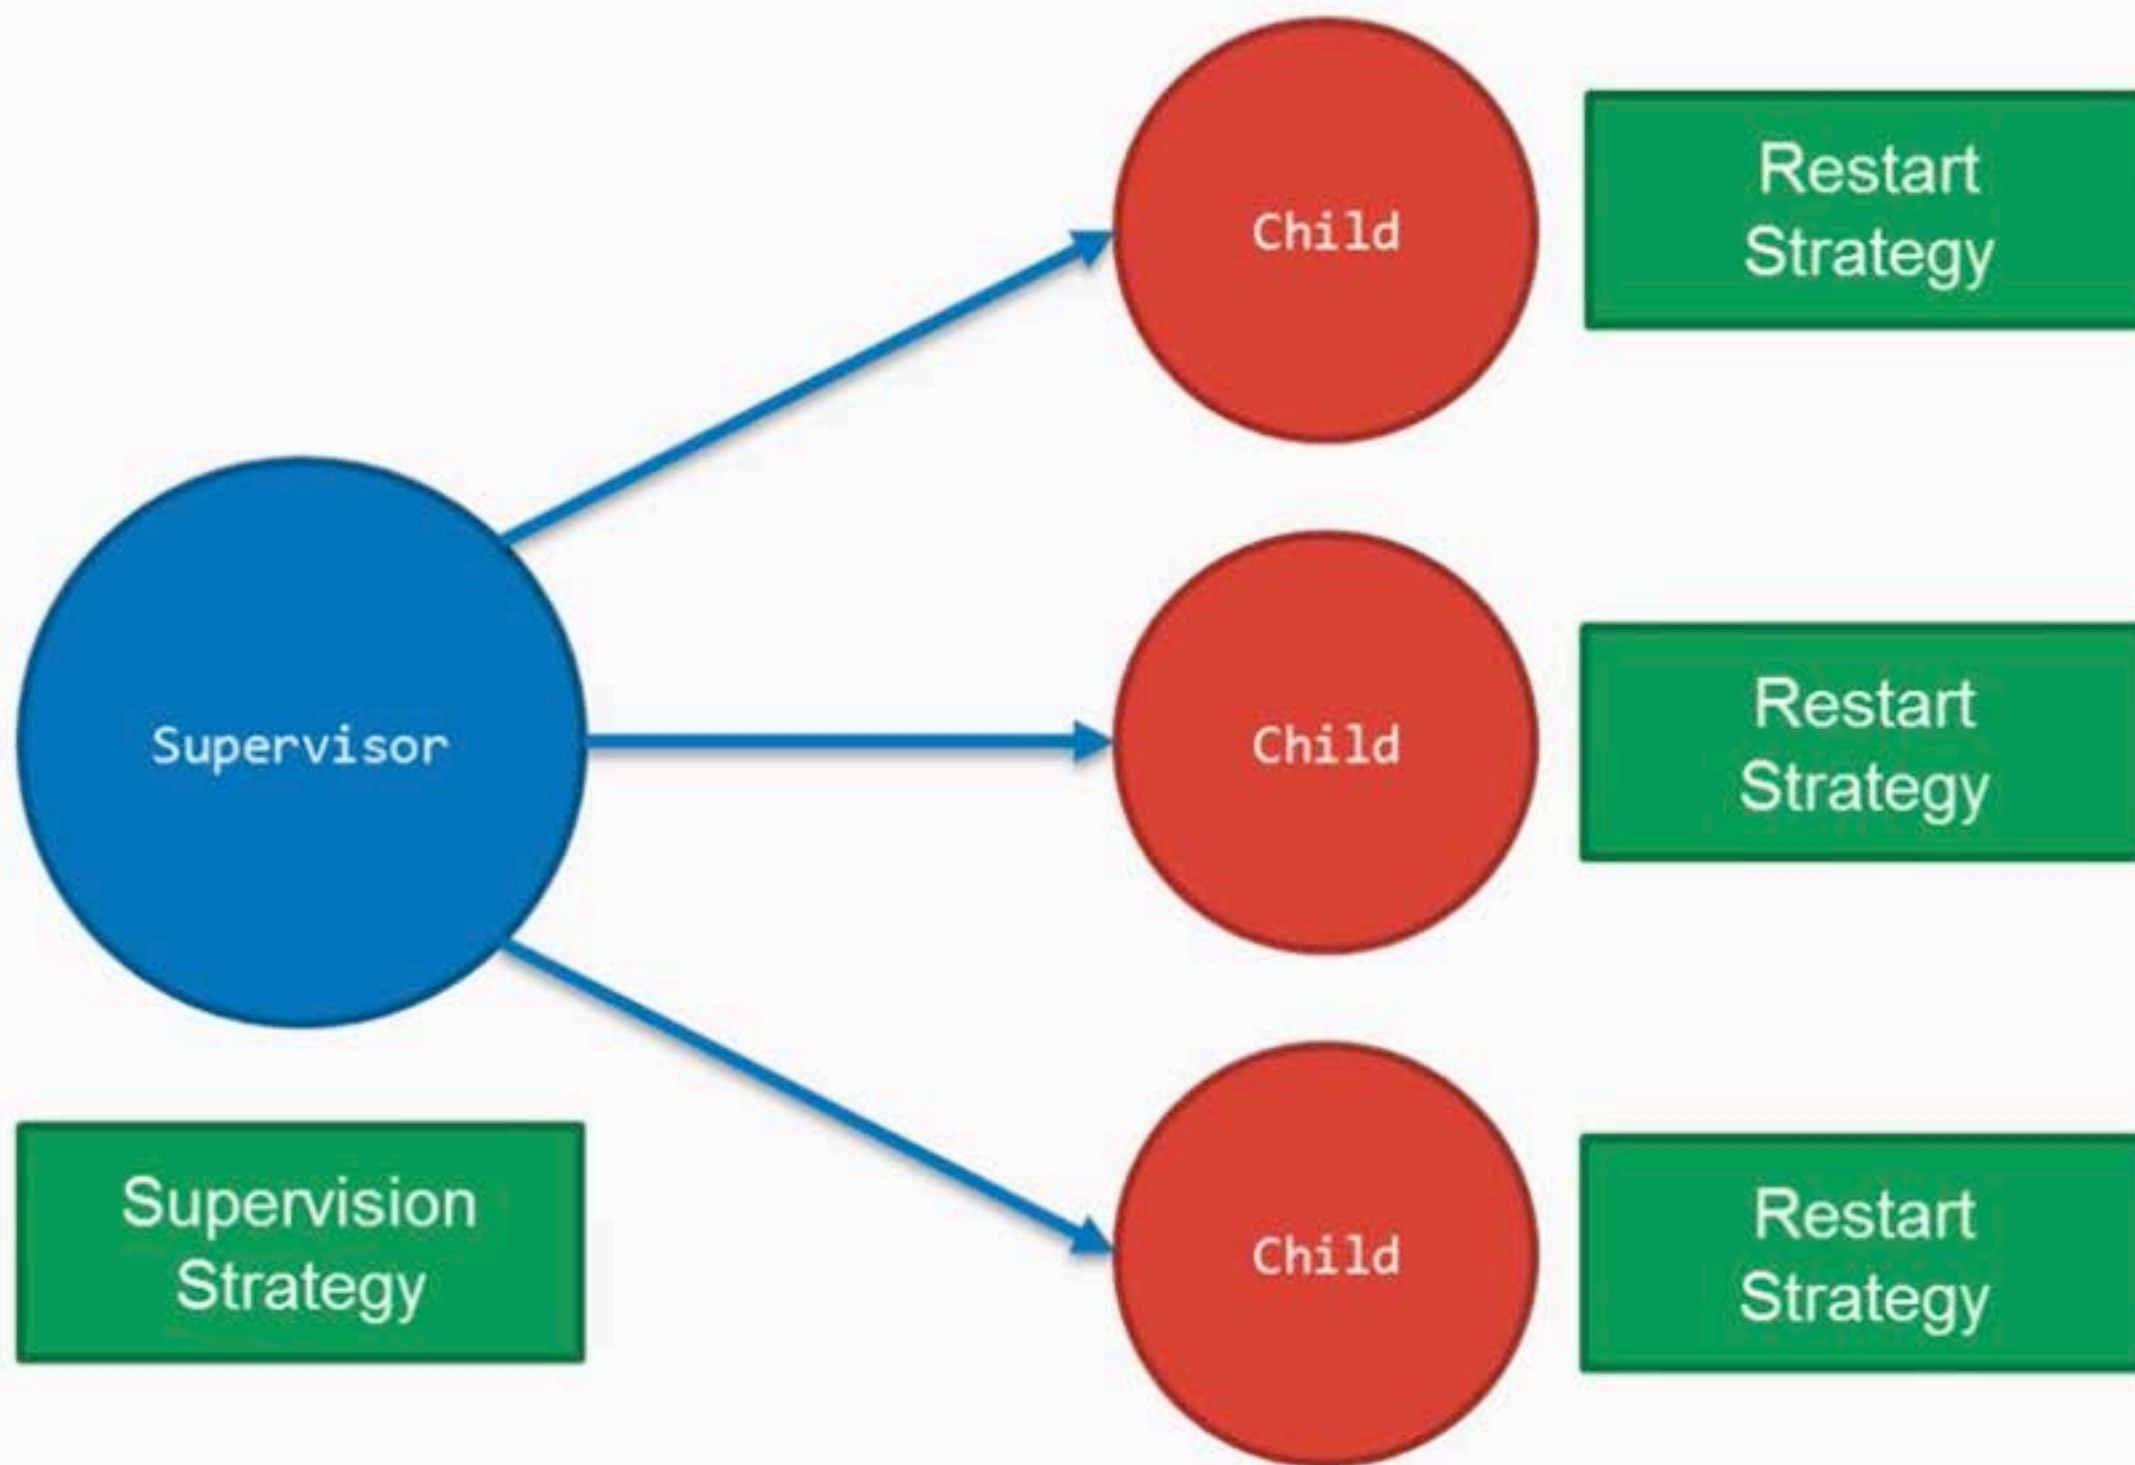 Child
Restart
Strategy
Supervisor
Child
Restart
Strategy
Supervision
Strategy
Child
Restart
Strategy